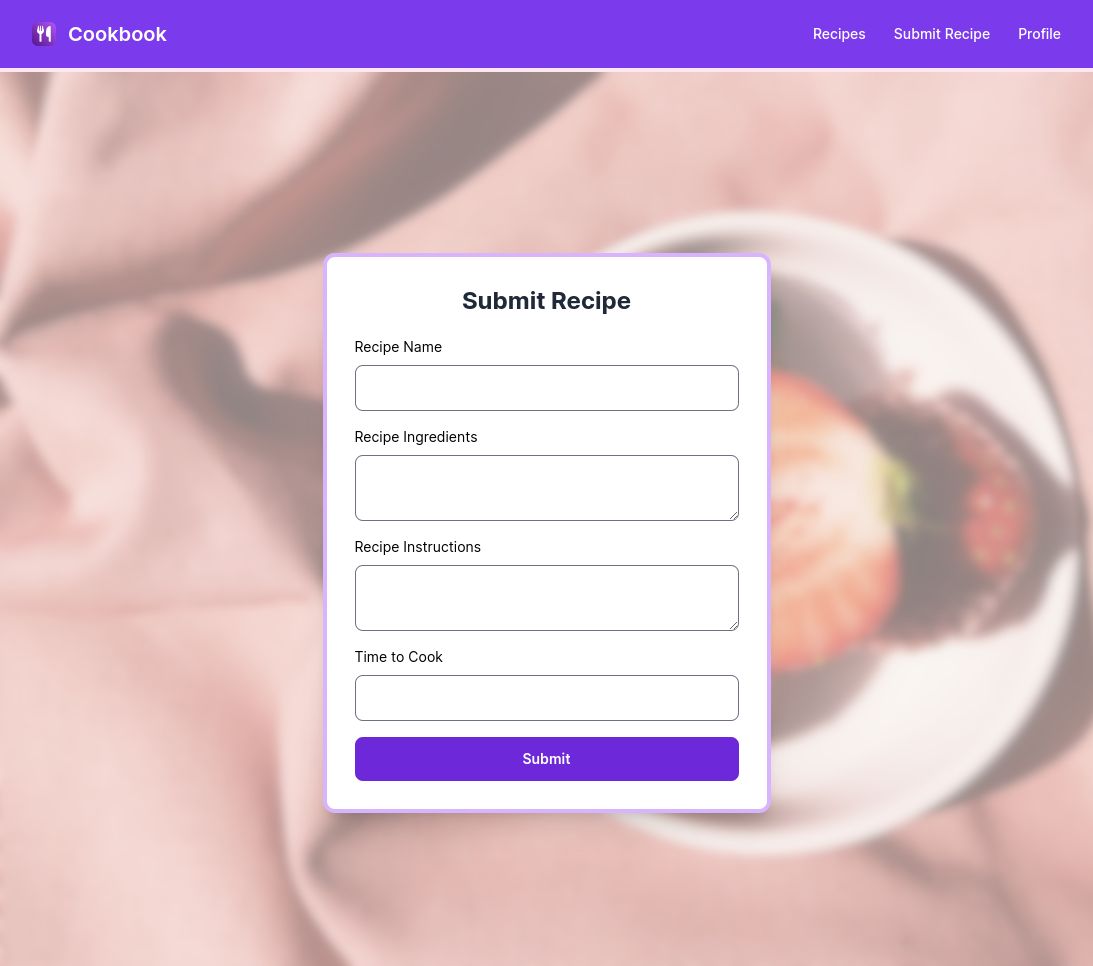 Cookbook
Recipes Submit Recipe Profile
Submit Recipe
Recipe Name
Recipe Ingredients
Recipe Instructions
Time to Cook
Submit